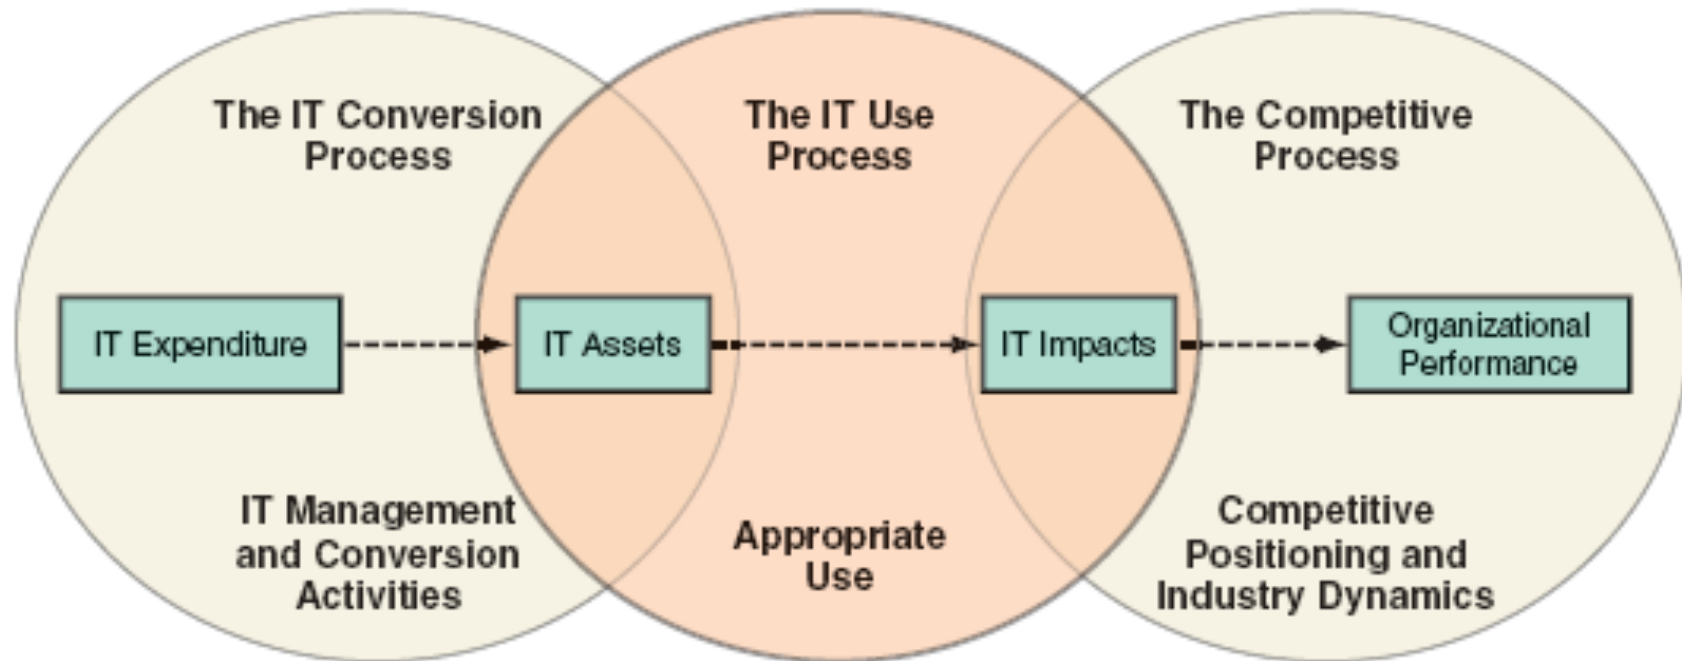 The IT Conversion
Process
The IT Use
Process
The Competitive
Process
IT Expenditure
IT Assets
IT Impacts
Organizational
Performance
IT Management
and Conversion
Activities
Appropriate
Use
Competitive
Positioning and
Industry Dynamics